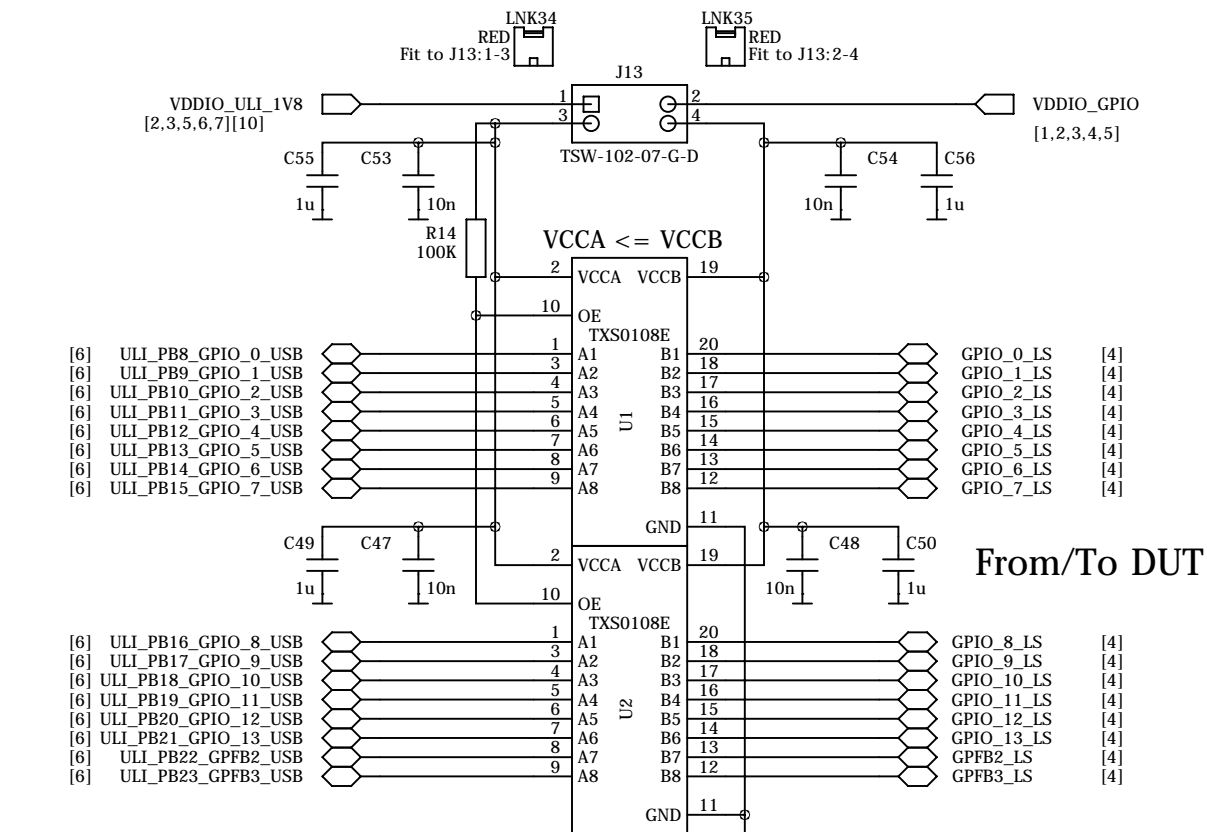 LNK34 LNK35
RED RED
Fit to J13:1-3 Fit to J13:2-4
J13
VDDIO_ULI_1V8 1 2 VDDIO_GPIO
[2,3,5,6,7][10] 3 4 [1,2,3,4,5]
TSW-102-07-G-D
C55 C53 C54 C56
1u 10n 10n 1u
R14
100K
VCCA <= VCCB
2 VCCA VCCB 19
10 OE
TXS0108E
[6] ULI_PB8_GPIO_0_USB 1 A1 B1 20 GPIO_0_LS [4]
[6] ULI_PB9_GPIO_1_USB 3 A2 B2 18 GPIO_1_LS [4]
[6] ULI_PB10_GPIO_2_USB 4 A3 B3 17 GPIO_2_LS [4]
[6] ULI_PB11_GPIO_3_USB 5 A4 B4 16 GPIO_3_LS [4]
[6] ULI_PB12_GPIO_4_USB 6 A5 U1 B5 15 GPIO_4_LS [4]
[6] ULI_PB13_GPIO_5_USB 7 A6 B6 14 GPIO_5_LS [4]
[6] ULI_PB14_GPIO_6_USB 8 A7 B7 13 GPIO_6_LS [4]
[6] ULI_PB15_GPIO_7_USB 9 A8 B8 12 GPIO_7_LS [4]
GND 11
C49 C47 C48 C50
1u 10n 10n 1u
From/To DUT
2 VCCA VCCB 19
10 OE
TXS0108E
[6] ULI_PB16_GPIO_8_USB 1 A1 B1 20 GPIO_8_LS [4]
[6] ULI_PB17_GPIO_9_USB 3 A2 B2 18 GPIO_9_LS [4]
[6] ULI_PB18_GPIO_10_USB 4 A3 B3 17 GPIO_10_LS [4]
[6] ULI_PB19_GPIO_11_USB 5 A4 B4 16 GPIO_11_LS [4]
[6] ULI_PB20_GPIO_12_USB 6 A5 U2 B5 15 GPIO_12_LS [4]
[6] ULI_PB21_GPIO_13_USB 7 A6 B6 14 GPIO_13_LS [4]
[6] ULI_PB22_GPFB2_USB 8 A7 B7 13 GPFB2_LS [4]
[6] ULI_PB23_GPFB3_USB 9 A8 B8 12 GPFB3_LS [4]
GND 11